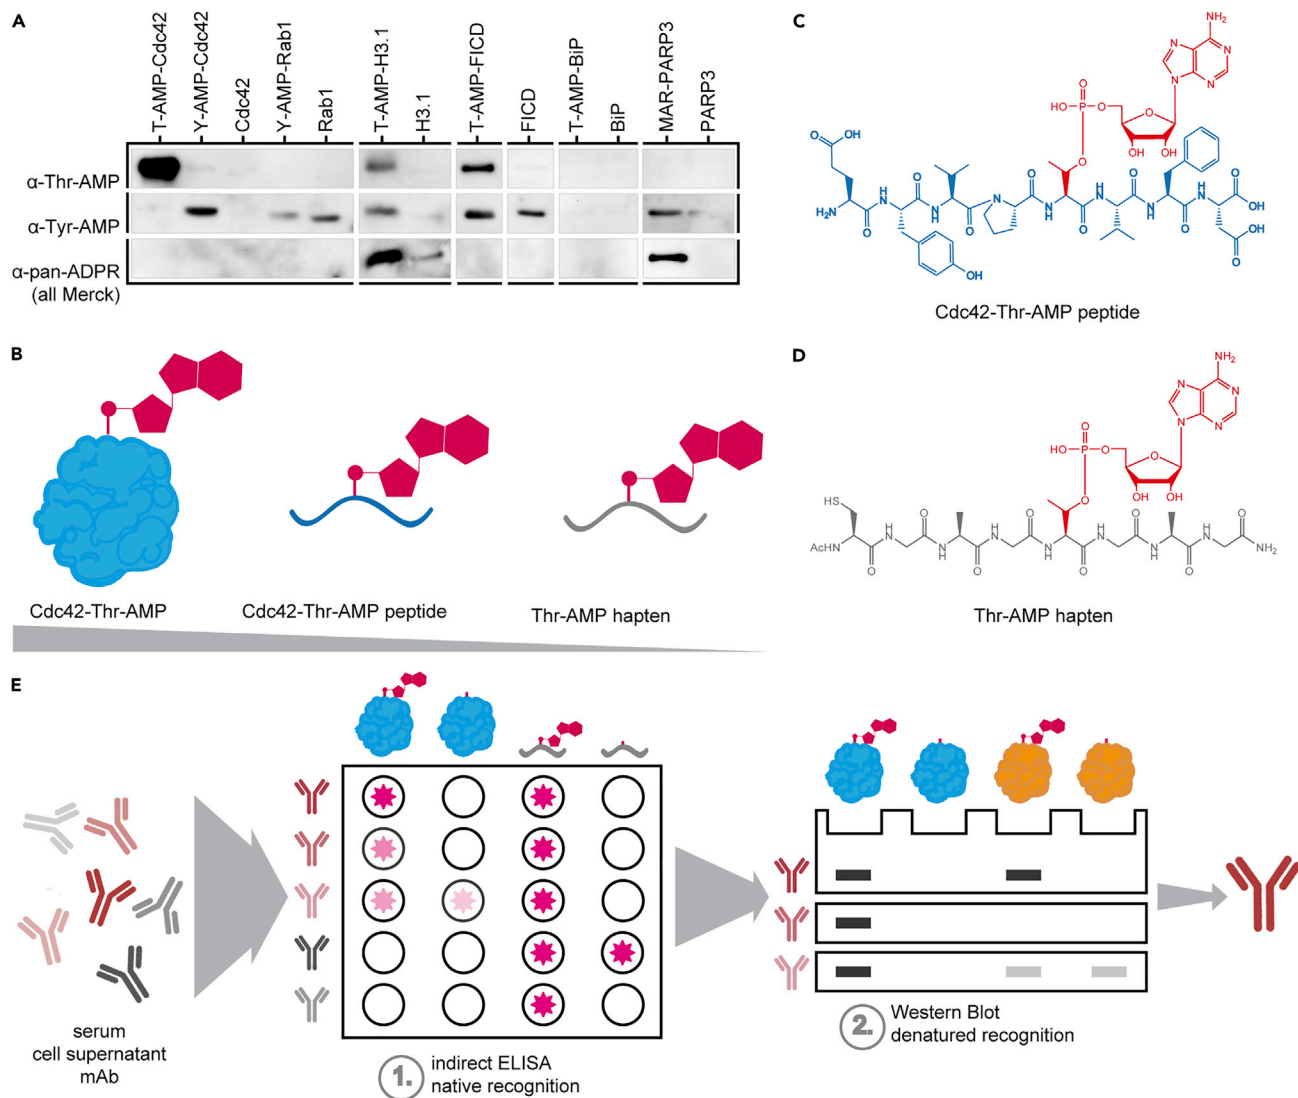 A
T-AMP-Cdc42
Y-AMP-Cdc42
Cdc42
Y-AMP-Rab1
Rab1
T-AMP-H3.1
H3.1
T-AMP-FICD
FICD
T-AMP-BiP
BiP
MAR-PARP3
PARP3
α-Thr-AMP
α-Tyr-AMP
α-pan-ADPR
(all Merck)
C
NH₂
N
N
N
N
O
HO-P-O
O
O
OH OH
O
OH
H₂N
O
H
N
O
H
N
O
N
O
H
N
O
H
N
O
H
N
O
H
N
O
OH
OH
O
OH
Cdc42-Thr-AMP peptide
B
Cdc42-Thr-AMP
Cdc42-Thr-AMP peptide
Thr-AMP hapten
D
NH₂
N
N
N
N
O
HO-P-O
O
O
OH OH
HS
AcHN
O
H
N
O
H
N
O
H
N
O
H
N
O
H
N
O
H
N
O
H
N
O
NH₂
Thr-AMP hapten
E
serum
cell supernatant
mAb
1.
indirect ELISA
native recognition
2.
Western Blot
denatured recognition